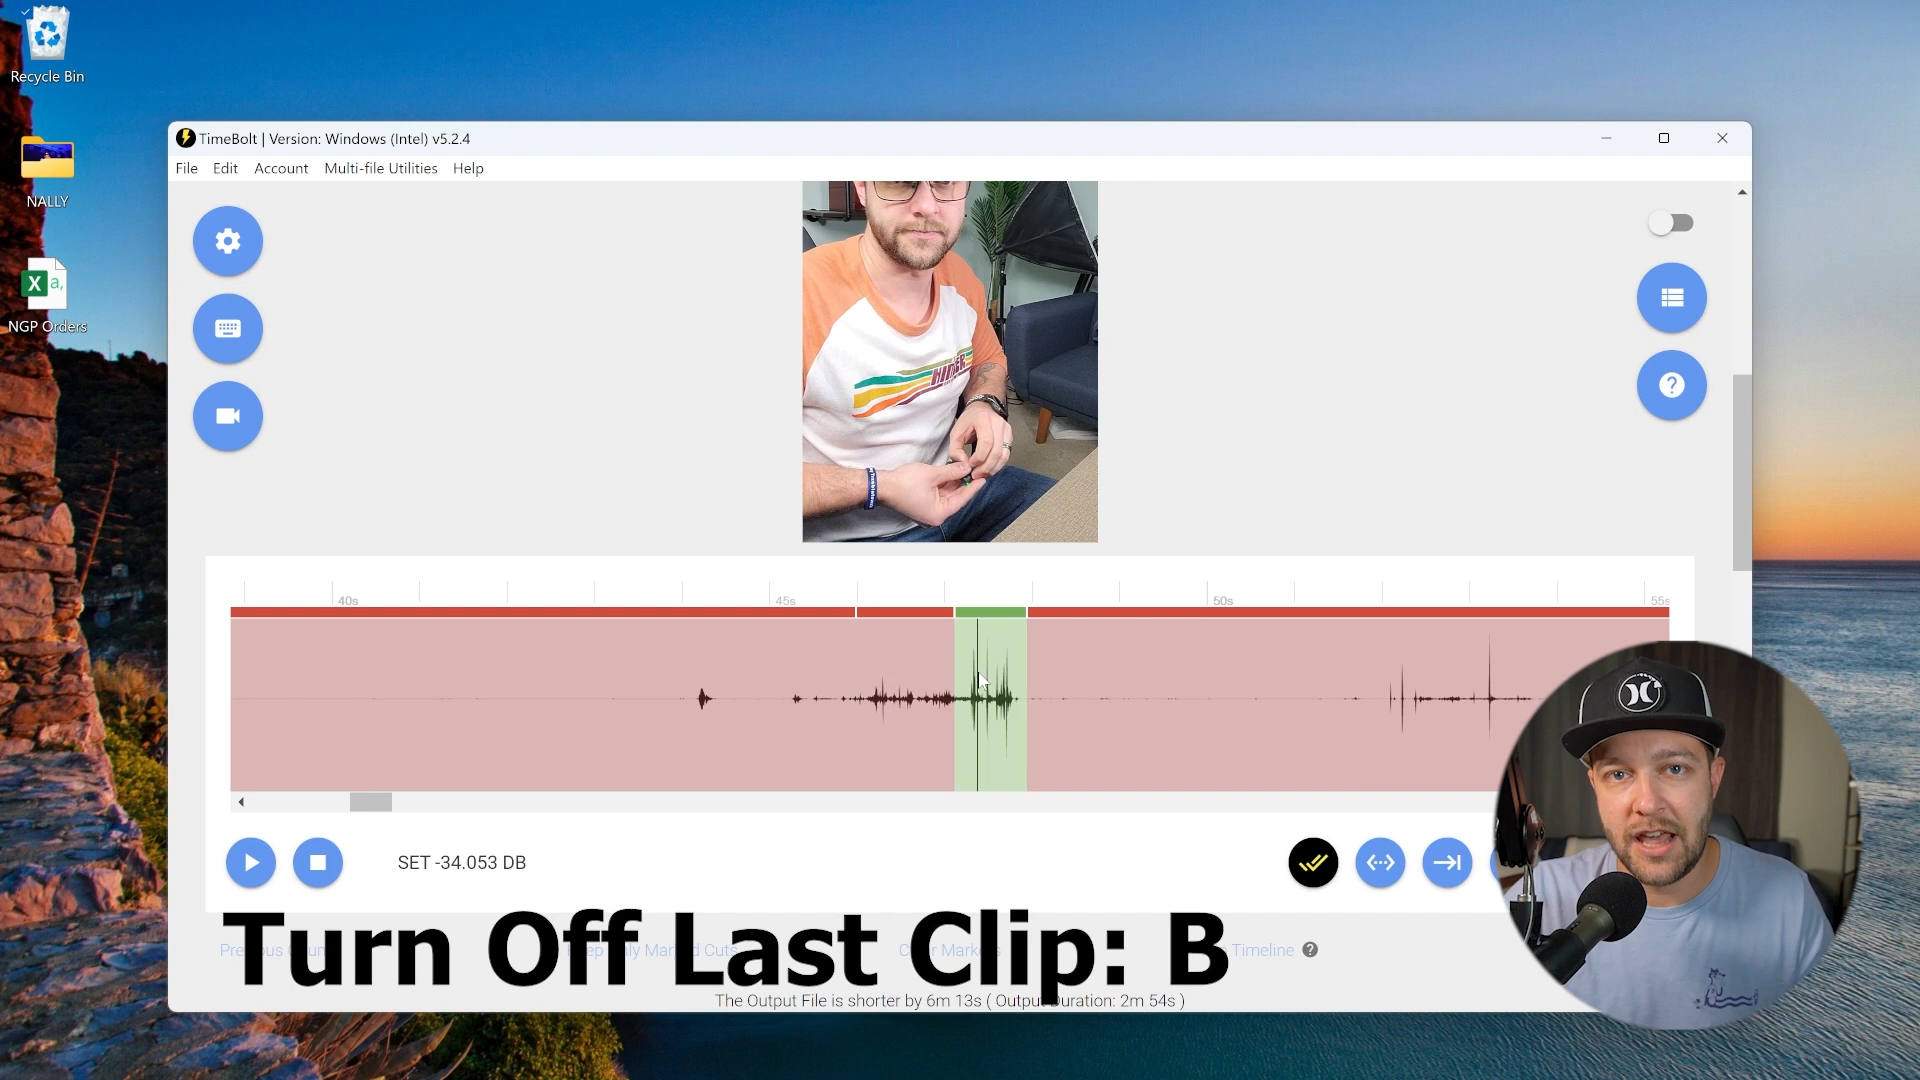 Recycle Bin
NALLY
NGP Orders
TimeBolt | Version: Windows (Intel) v5.2.4
File Edit Account Multi-file Utilities Help
40s 45s 50s 55s
SET -34.053 DB
Turn Off Last Clip: B
Timeline
The Output File is shorter by 6m 13s ( Output Duration: 2m 54s )